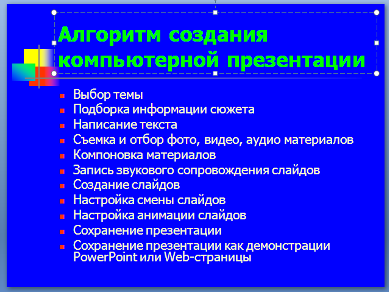 Алгоритм создания
компьютерной презентации
Выбор темы
Подборка информации сюжета
Написание текста
Съемка и отбор фото, видео, аудио материалов
Компоновка материалов
Запись звукового сопровождения слайдов
Создание слайдов
Настройка смены слайдов
Настройка анимации слайдов
Сохранение презентации
Сохранение презентации как демонстрации
PowerPoint или Web-страницы